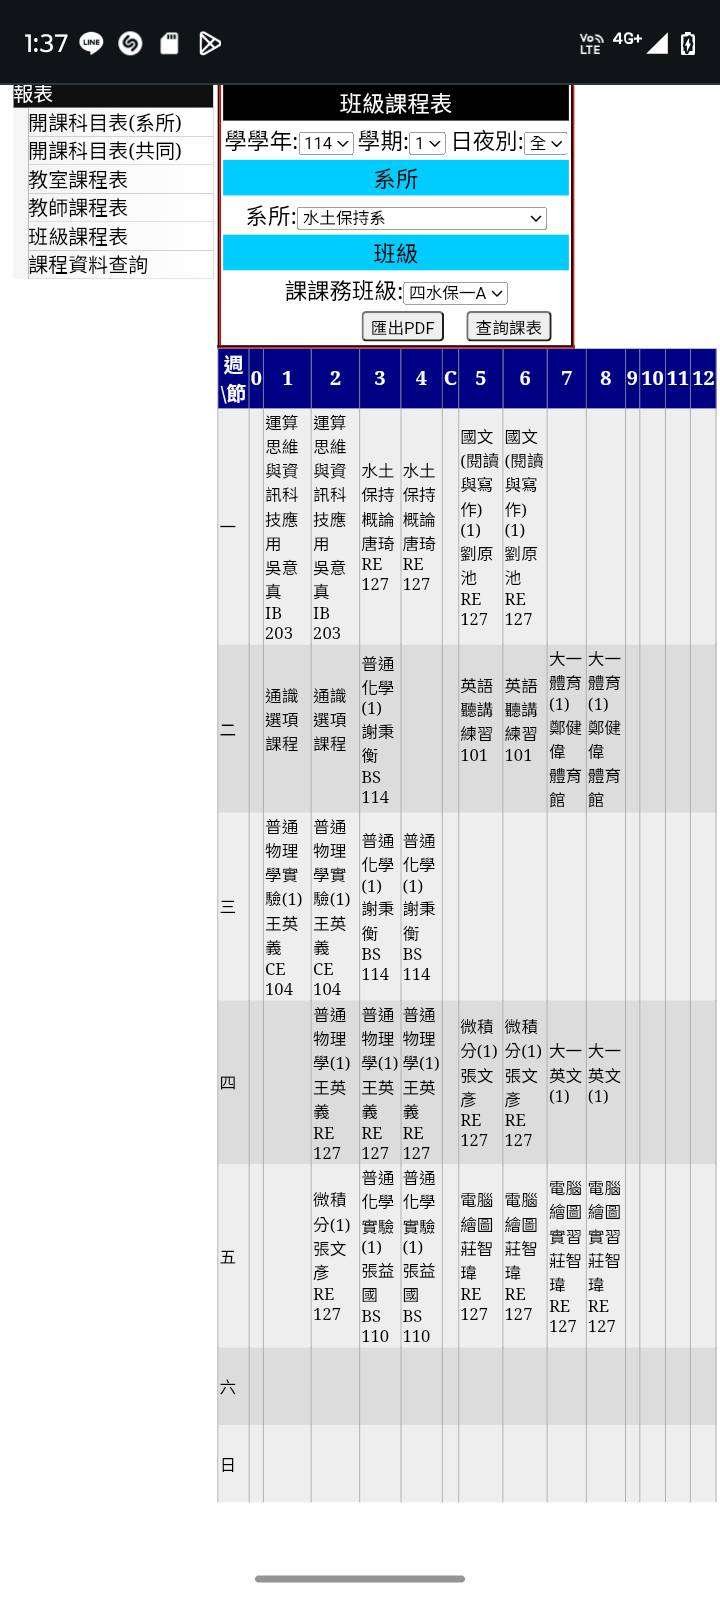 1:37
LINE
Vo LTE 4G+
報表
開課科目表(系所)
開課科目表(共同)
教室課程表
教師課程表
班級課程表
課程資料查詢
班級課程表
學學年: 114 學期: 1 日夜別: 全
系所
系所: 水土保持系
班級
課課務班級: 四水保一A
匯出PDF 查詢課表
週\節 0 1 2 3 4 C 5 6 7 8 9 10 11 12
一
運算
思維
與資
訊科
技應
用
吳意
真
IB
203
運算
思維
與資
訊科
技應
用
吳意
真
IB
203
水土
保持
概論
唐琦
RE
127
水土
保持
概論
唐琦
RE
127
國文
(閱讀
與寫
作)
(1)
劉原
池
RE
127
國文
(閱讀
與寫
作)
(1)
劉原
池
RE
127
二
通識
選項
課程
通識
選項
課程
普通
化學
(1)
謝秉
衡
BS
114
英語
聽講
練習
101
英語
聽講
練習
101
大一
體育
(1)
鄭健
偉
體育
館
大一
體育
(1)
鄭健
偉
體育
館
三
普通
物理
學實
驗(1)
王英
義
CE
104
普通
物理
學實
驗(1)
王英
義
CE
104
普通
化學
(1)
謝秉
衡
BS
114
普通
化學
(1)
謝秉
衡
BS
114
四
普通
物理
學(1)
王英
義
RE
127
普通
物理
學(1)
王英
義
RE
127
普通
物理
學(1)
王英
義
RE
127
微積
分(1)
張文
彥
RE
127
微積
分(1)
張文
彥
RE
127
大一
英文
(1)
大一
英文
(1)
五
微積
分(1)
張文
彥
RE
127
普通
化學
實驗
(1)
張益
國
BS
110
普通
化學
實驗
(1)
張益
國
BS
110
電腦
繪圖
莊智
瑋
RE
127
電腦
繪圖
莊智
瑋
RE
127
電腦
繪圖
實習
莊智
瑋
RE
127
電腦
繪圖
實習
莊智
瑋
RE
127
六
日